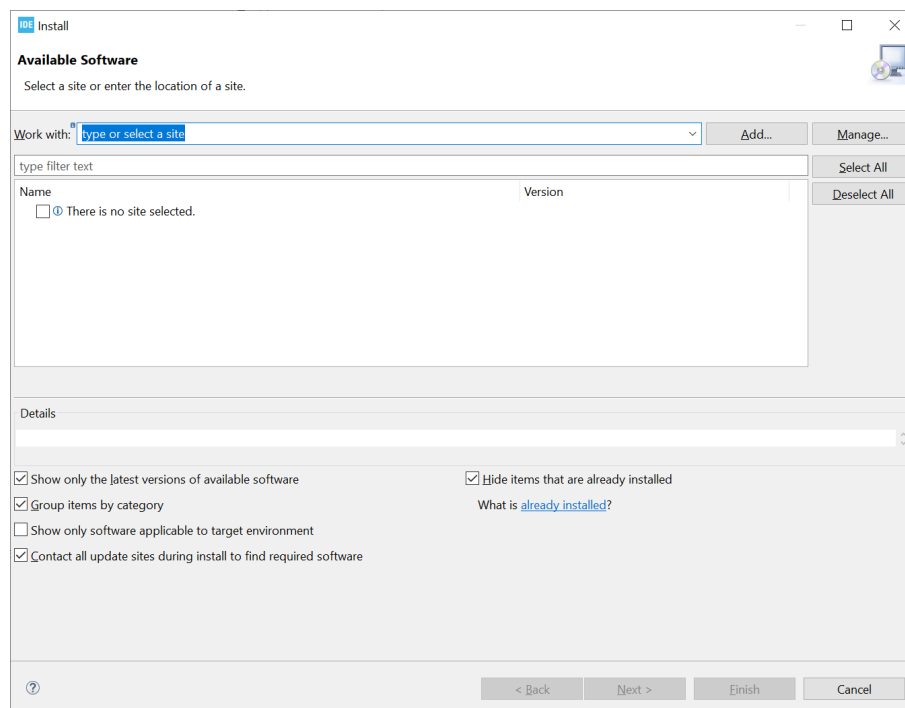 IDE Install
Available Software
Select a site or enter the location of a site.
Work with: type or select a site Add... Manage...
type filter text Select All
Name Version Deselect All
There is no site selected.
Details
Show only the latest versions of available software Hide items that are already installed
Group items by category What is already installed?
Show only software applicable to target environment
Contact all update sites during install to find required software
? < Back Next > Finish Cancel